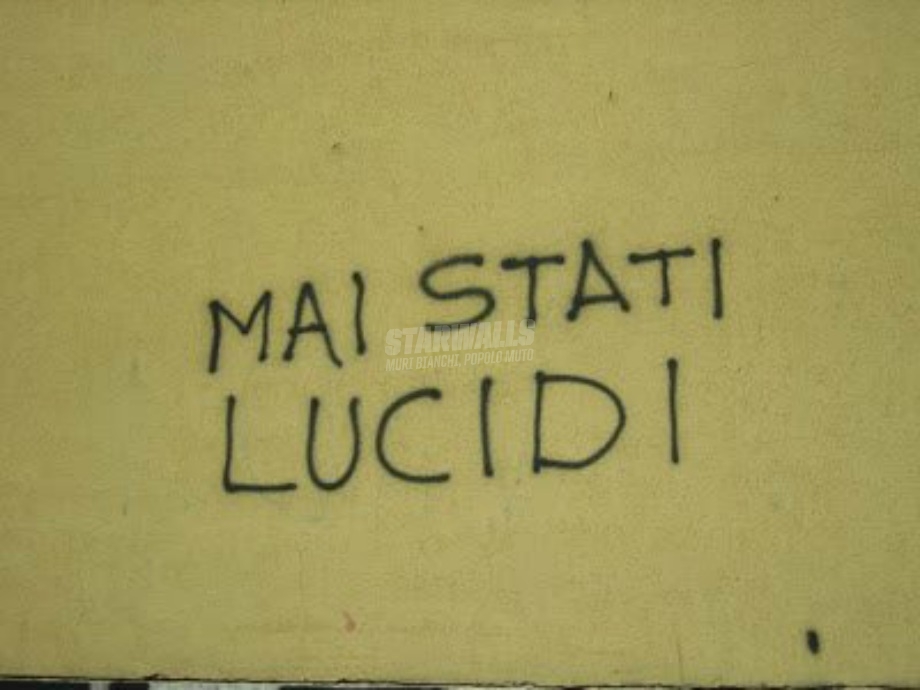 MAI STATI
STARWALLS
MURI BIANCHI, POPOLO MUTO
LUCIDI